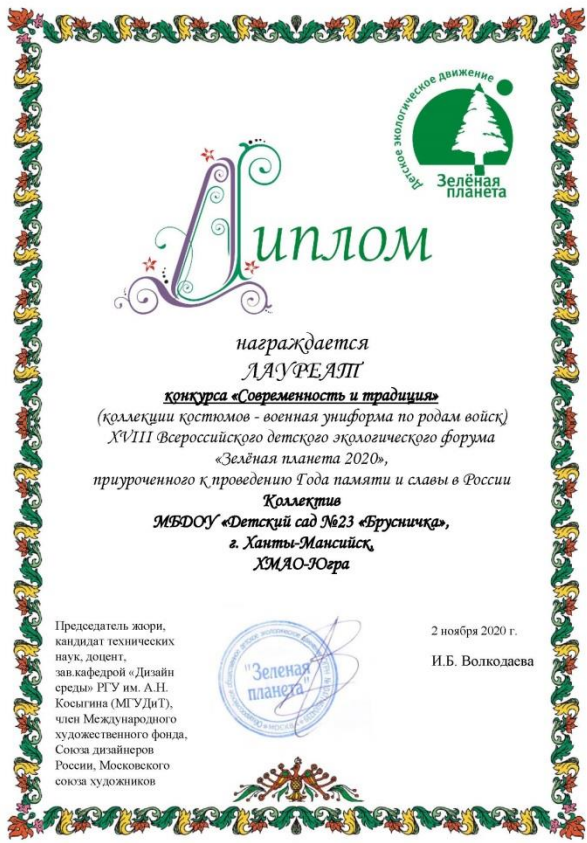 Детское экологическое движение
Зелёная
планета
Диплом
награждается
ЛАУРЕАТ
конкурса «Современность и традиция»
(коллекции костюмов - военная униформа по родам войск)
XVIII Всероссийского детского экологического форума
«Зелёная планета 2020»,
приуроченного к проведению Года памяти и славы в России
Коллектив
МБДОУ «Детский сад №23 «Брусничка»,
г. Ханты-Мансийск,
ХМАО-Югра
Председатель жюри,
кандидат технических
наук, доцент,
зав.кафедрой «Дизайн
среды» РГУ им. А.Н.
Косыгина (МГУДиТ),
член Международного
художественного фонда,
Союза дизайнеров
России, Московского
союза художников
"Зеленая
планета"
2 ноября 2020 г.
И.Б. Волкодаева